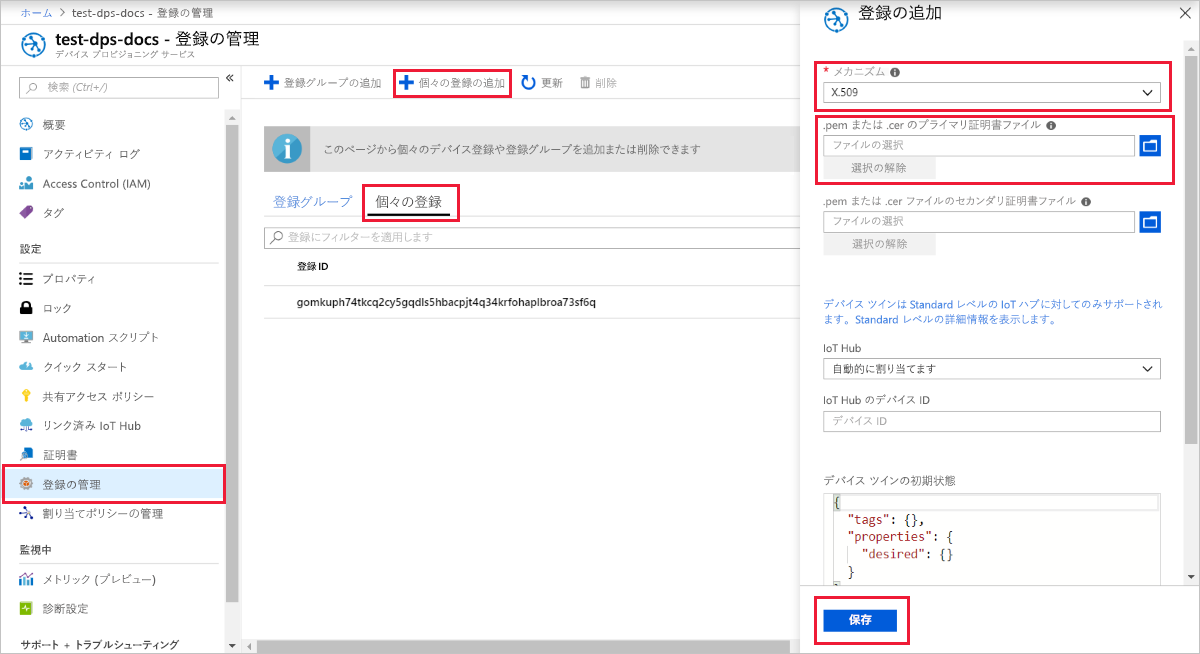 ホーム > test-dps-docs - 登録の管理
test-dps-docs - 登録の管理
デバイス プロビジョニング サービス
検索 (Ctrl+/)
概要
アクティビティ ログ
Access Control (IAM)
タグ
設定
プロパティ
ロック
Automation スクリプト
クイック スタート
共有アクセス ポリシー
リンク済み IoT Hub
証明書
登録の管理
割り当てポリシーの管理
監視中
メトリック (プレビュー)
診断設定
サポート + トラブルシューティング
登録グループの追加
個々の登録の追加
更新
削除
このページから個々のデバイス登録や登録グループを追加または削除できます
登録グループ
個々の登録
登録にフィルターを適用します
登録 ID
gomkuph74tkcq2cy5gqdls5hbacpjt4q34krfohaplbroa73sf6q
登録の追加
* メカニズム
X.509
.pem または .cer のプライマリ証明書ファイル
ファイルの選択
選択の解除
.pem または .cer ファイルのセカンダリ証明書ファイル
ファイルの選択
選択の解除
デバイス ツインは Standard レベルの IoT ハブに対してのみサポートされ
ます。Standard レベルの詳細情報を表示します。
IoT Hub
自動的に割り当てます
IoT Hub のデバイス ID
デバイス ID
デバイス ツインの初期状態
{
"tags": {},
"properties": {
"desired": {}
}
保存